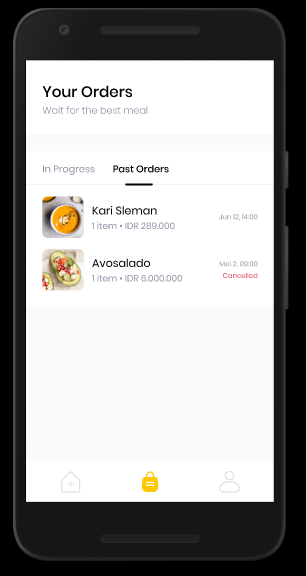 Your Orders
Wait for the best meal
In Progress Past Orders
Kari Sleman
1 item • IDR 289.000
Jun 12, 14:00
Avosalado
1 item • IDR 6.000.000
Mei 2, 09:00
Cancelled